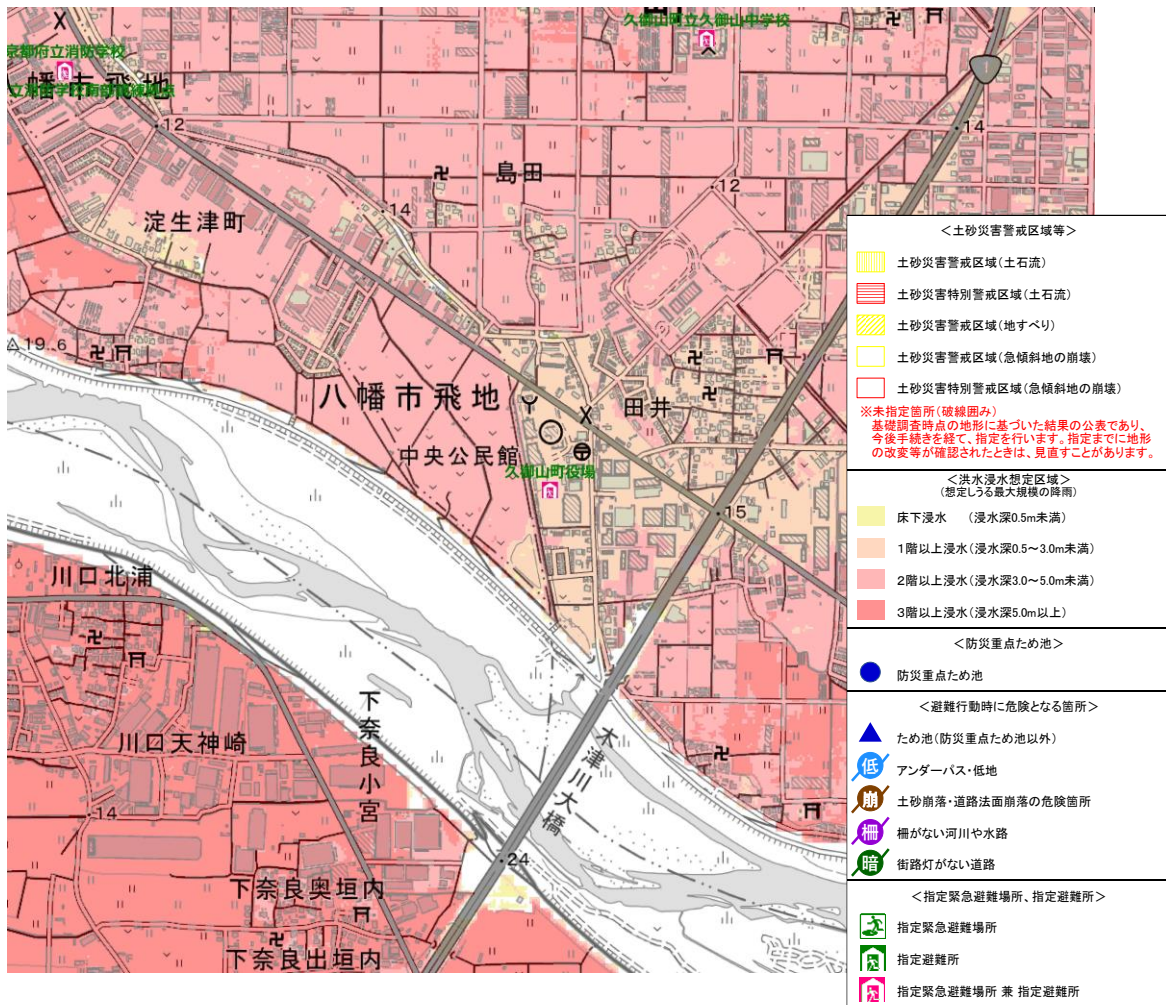 久御山町立久御山中学校
京都府立消防学校
八幡市飛地
12
1
14
島田
12
14
淀生津町
19.6
八幡市飛地
田井
中央公民館
久御山町役場
15
川口北浦
下奈良小宮
川口天神崎
木津川大橋
14
24
下奈良奥垣内
下奈良出垣内
＜土砂災害警戒区域等＞
土砂災害警戒区域（土石流）
土砂災害特別警戒区域（土石流）
土砂災害警戒区域（地すべり）
土砂災害警戒区域（急傾斜地の崩壊）
土砂災害特別警戒区域（急傾斜地の崩壊）
※未指定箇所（破線囲み）
基礎調査時点の地形に基づいた結果の公表であり、
今後手続きを経て、指定を行います。指定までに地形
の改変等が確認されたときは、見直すことがあります。
＜洪水浸水想定区域＞
（想定しうる最大規模の降雨）
床下浸水　（浸水深0.5m未満）
1階以上浸水（浸水深0.5～3.0m未満）
2階以上浸水（浸水深3.0～5.0m未満）
3階以上浸水（浸水深5.0m以上）
＜防災重点ため池＞
防災重点ため池
＜避難行動時に危険となる箇所＞
ため池（防災重点ため池以外）
低 アンダーパス・低地
崩 土砂崩落・道路法面崩落の危険箇所
柵 柵がない河川や水路
暗 街路灯がない道路
＜指定緊急避難場所、指定避難所＞
指定緊急避難場所
指定避難所
指定緊急避難場所 兼 指定避難所